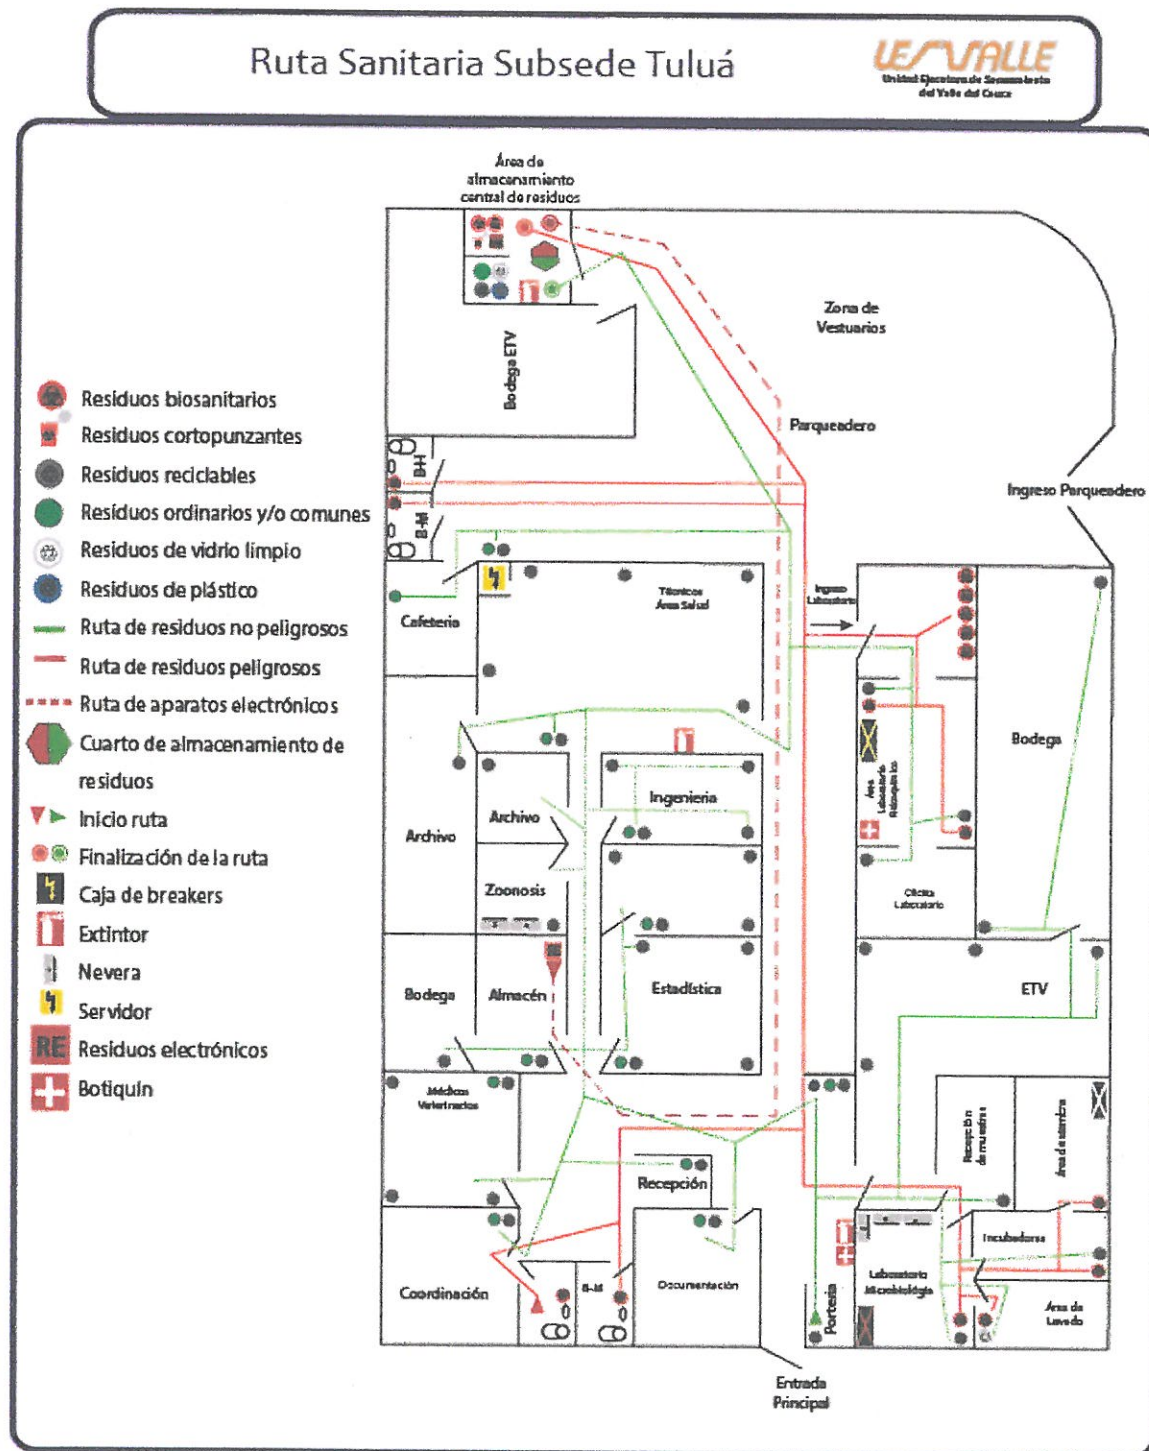 Ruta Sanitaria Subsede Tuluá
UESVALLE
Unidad Ejecutora de Saneamiento
del Valle del Cauca
Área de
almacenamiento
central de residuos
Zona de
Vestuarios
Bodega ETV
Parqueadero
Ingreso Parqueadero
B-H
B-M
Residuos biosanitarios
Residuos cortopunzantes
Residuos reciclables
Residuos ordinarios y/o comunes
Residuos de vidrio limpio
Residuos de plástico
Ruta de residuos no peligrosos
Ruta de residuos peligrosos
Ruta de aparatos electrónicos
Cuarto de almacenamiento de
residuos
Inicio ruta
Finalización de la ruta
Caja de breakers
Extintor
Nevera
Servidor
RE Residuos electrónicos
Botiquín
Cafetería
Técnicos
Área Salud
Ingreso
Laboratorio
Bodega
Archivo
Archivo
Ingeniería
Área
Laboratorio
Zoonosis
Oficina
Laboratorio
Bodega
Almacén
Estadística
ETV
Médicos
Veterinarios
Recepción
de muestras
Área de siembra
Recepción
Incubadoras
Coordinación
B-M
Documentación
Portería
Laboratorio
Microbiología
Área de
Lavado
Entrada
Principal